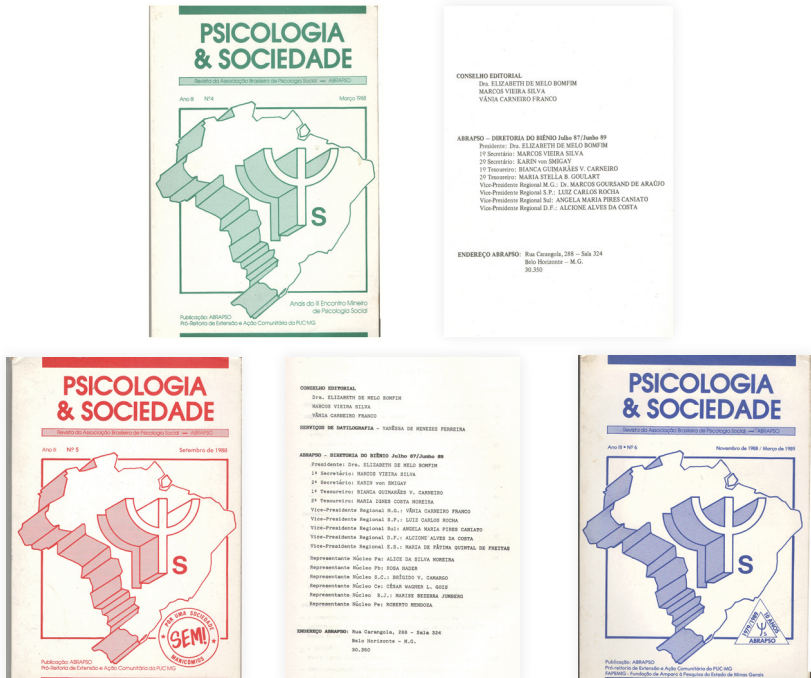 PSICOLOGIA
& SOCIEDADE
Revista da Associação Brasileira de Psicologia Social — ABRAPSO
Ano III Nº4 Março 1988
S
Anais do III Encontro Mineiro
de Psicologia Social
Publicação: ABRAPSO
Pró-Reitoria de Extensão e Ação Comunitária da PUC MG
CONSELHO EDITORIAL
Dra. ELIZABETH DE MELO BOMFIM
MARCOS VIEIRA SILVA
VÂNIA CARNEIRO FRANCO
ABRAPSO – DIRETORIA DO BIÊNIO Julho 87/Junho 89
Presidente: Dra. ELIZABETH DE MELO BOMFIM
1º Secretário: MARCOS VIEIRA SILVA
2º Secretário: KARIN von SMIGAY
1º Tesoureiro: BIANCA GUIMARÃES V. CARNEIRO
2º Tesoureiro: MARIA STELLA B. GOULART
Vice-Presidente Regional M.G.: Dr. MARCOS GOURSAND DE ARAÚJO
Vice-Presidente Regional S.P.: LUIZ CARLOS ROCHA
Vice-Presidente Regional Sul: ANGELA MARIA PIRES CANIATO
Vice-Presidente Regional D.F.: ALCIONE ALVES DA COSTA
ENDEREÇO ABRAPSO: Rua Carangola, 288 – Sala 324
Belo Horizonte – M.G.
30.350
PSICOLOGIA
& SOCIEDADE
Revista da Associação Brasileira de Psicologia Social — ABRAPSO
Ano II Nº 5 Setembro de 1988
S
POR UMA SOCIEDADE
SEM!
MANICÔMIOS
Publicação: ABRAPSO
Pró-Reitoria de Extensão e Ação Comunitária da PUC MG
CONSELHO EDITORIAL
Dra. ELIZABETH DE MELO BOMFIM
MARCOS VIEIRA SILVA
VÂNIA CARNEIRO FRANCO
SERVIÇOS DE DATILOGRAFIA – VANÊSSA DE MENEZES FERREIRA
ABRAPSO – DIRETORIA DO BIÊNIO Julho 87/Junho 89
Presidente: Dra. ELIZABETH DE MELO BOMFIM
1º Secretário: MARCOS VIEIRA SILVA
2º Secretário: KARIN von SMIGAY
1º Tesoureiro: BIANCA GUIMARÃES V. CARNEIRO
2º Tesoureiro: MARIA IGNES COSTA MOREIRA
Vice-Presidente Regional M.G.: VÂNIA CARNEIRO FRANCO
Vice-Presidente Regional S.P.: LUIZ CARLOS ROCHA
Vice-Presidente Regional Sul: ANGELA MARIA PIRES CANIATO
Vice-Presidente Regional D.F.: ALCIONE ALVES DA COSTA
Vice-Presidente Regional E.S.: MARIA DE FÁTIMA QUINTAL DE FREITAS
Representante Núcleo Pa: ALICE DA SILVA MOREIRA
Representante Núcleo Pb: ROSA NADER
Representante Núcleo S.C.: BRÍGIDO V. CAMARGO
Representante Núcleo Ce: CÉZAR WAGNER L. GOIS
Representante Núcleo R.J.: MARISE BEZERRA JUMBERG
Representante Núcleo Pe: ROBERTO MENDOZA
ENDEREÇO ABRAPSO: Rua Carangola, 288 – Sala 324
Belo Horizonte – M.G.
30.350
PSICOLOGIA
& SOCIEDADE
Revista da Associação Brasileira de Psicologia Social — ABRAPSO
Ano III • Nº 6 Novembro de 1988 / Março de 1989
S
1979-1989
10 ANOS
ABRAPSO
Publicação: ABRAPSO
Pró-reitoria de Extensão e Ação Comunitária da PUC-MG
FAPEMIG - Fundação de Amparo à Pesquisa do Estado de Minas Gerais